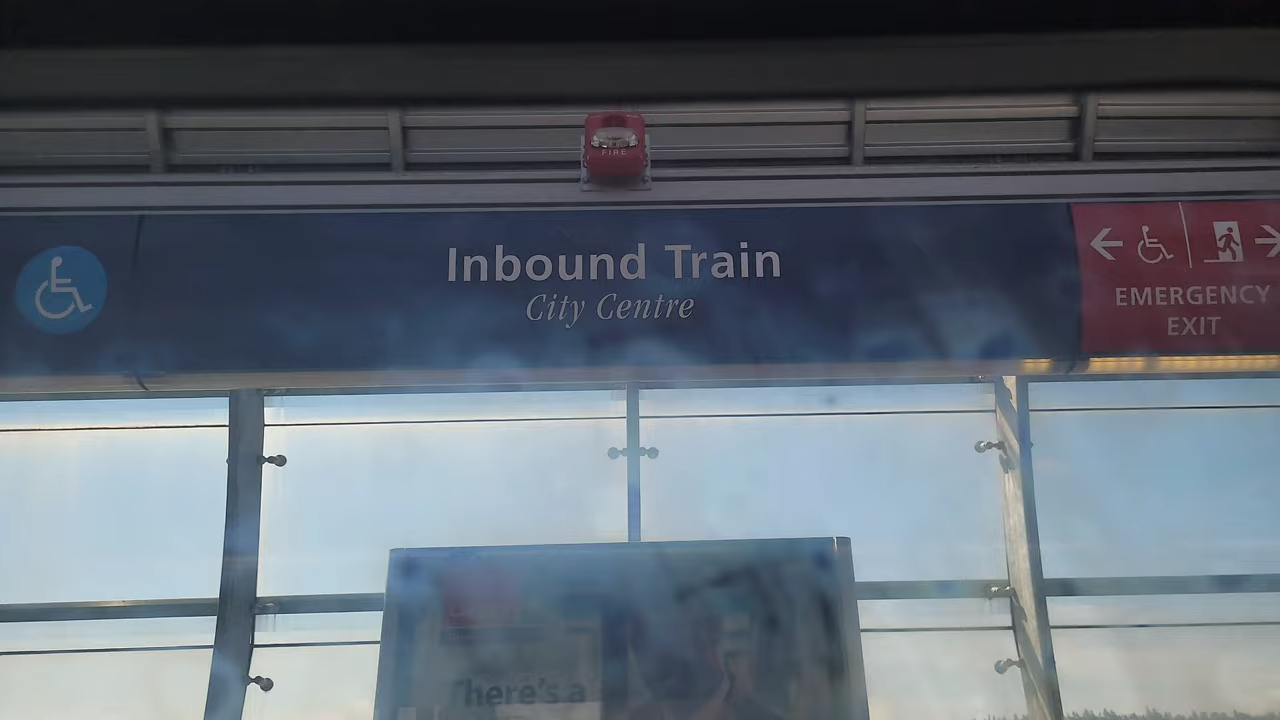 FIRE
Inbound Train
City Centre
EMERGENCY
EXIT
There's a